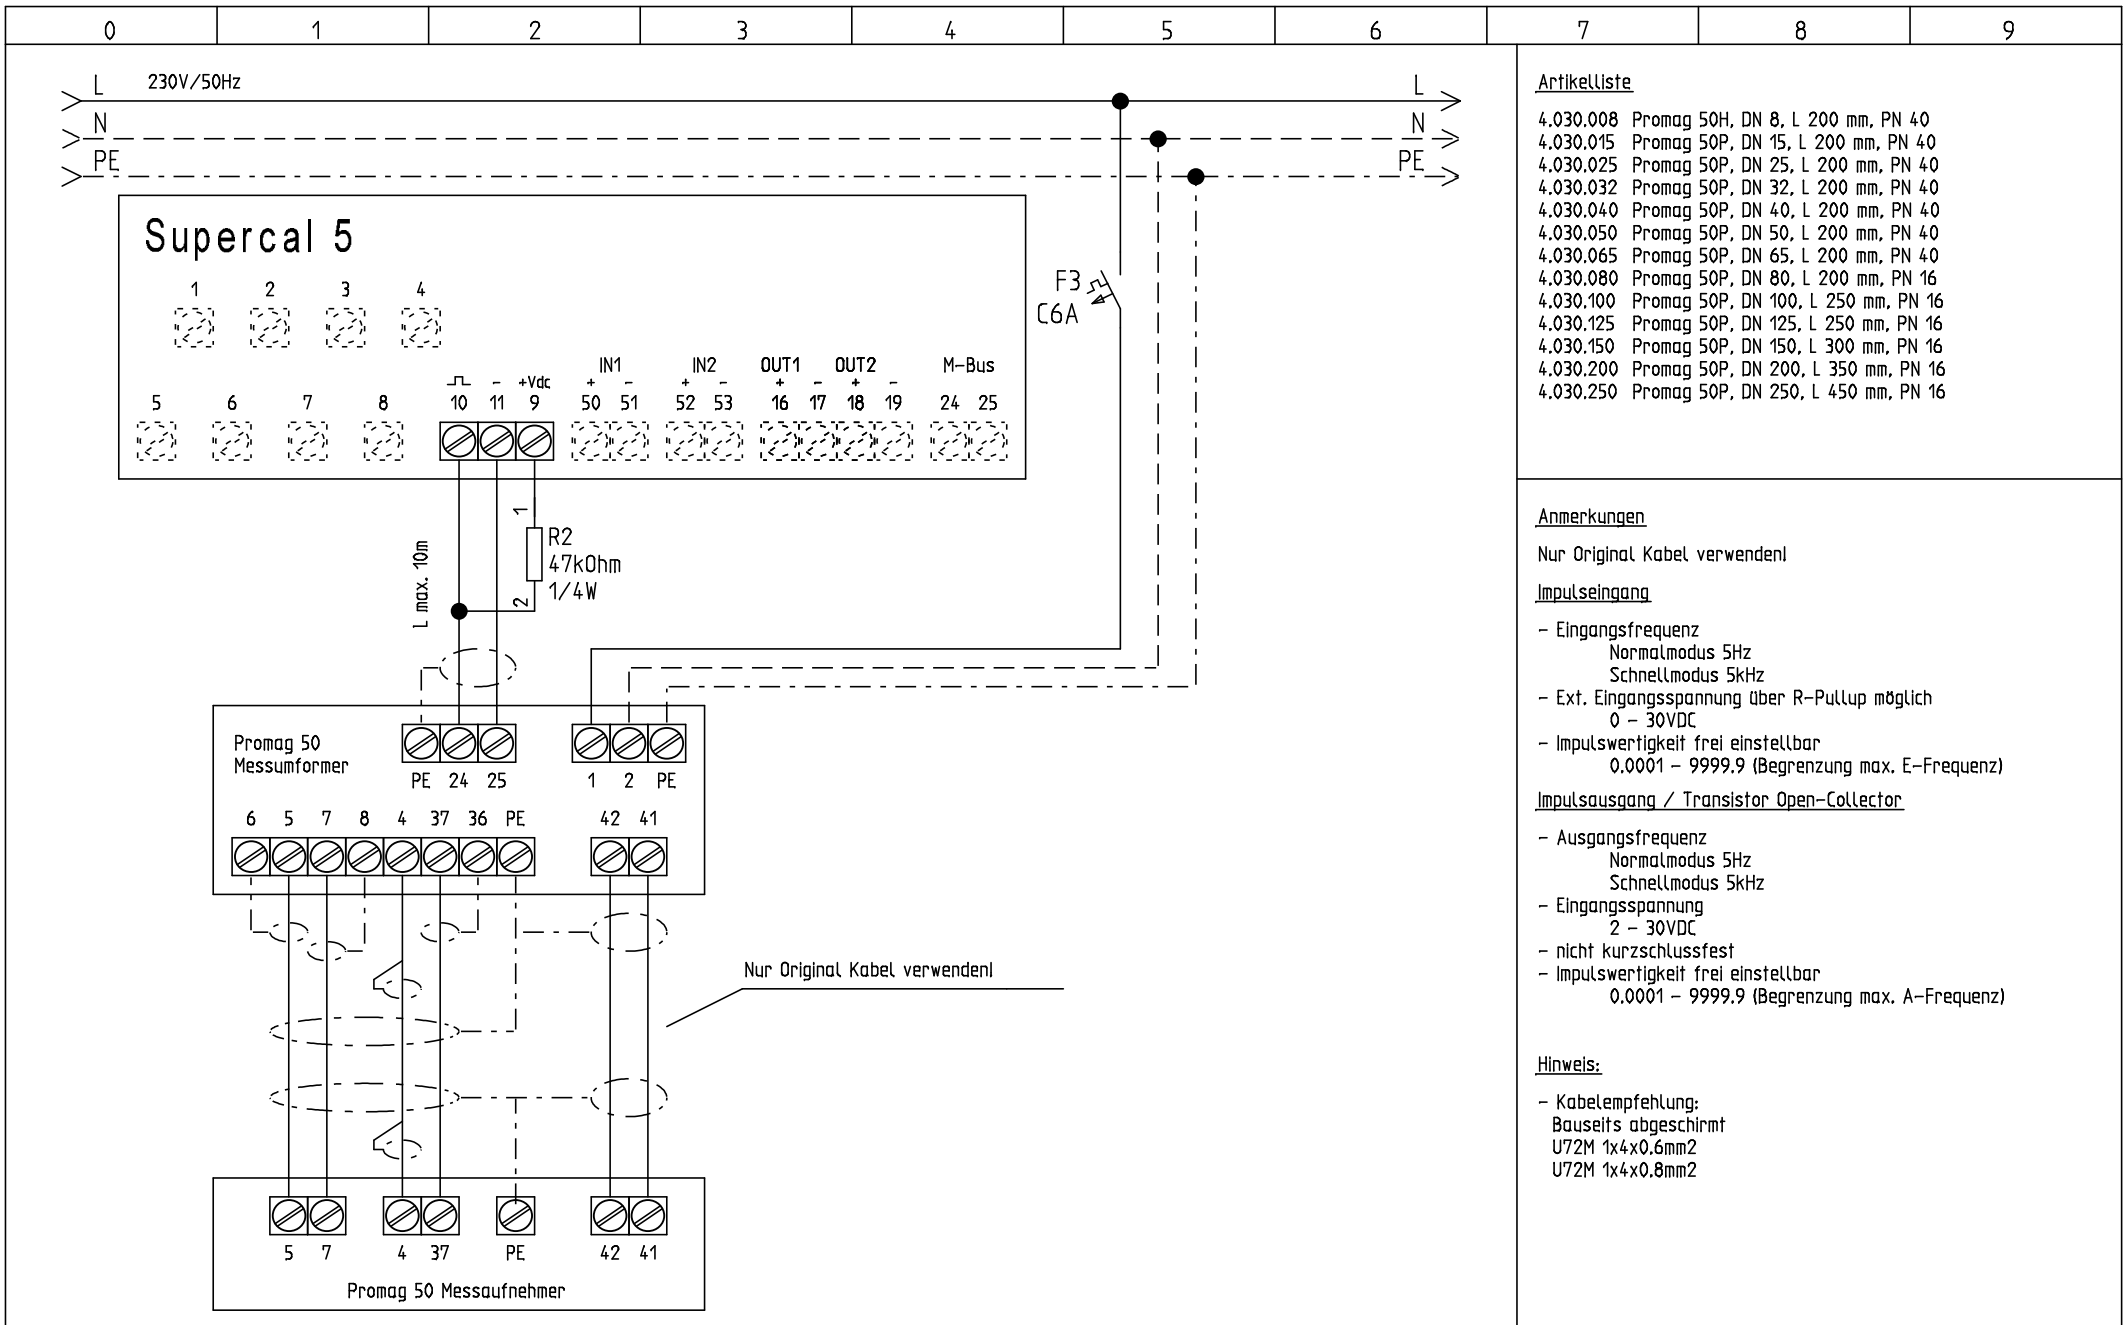 0 1 2 3 4 5 6 7 8 9
L 230V/50Hz L
N N
PE PE
Supercal 5
1 2 3 4
IN1 IN2 OUT1 OUT2 M-Bus
- +Vdc + - + - + - + -
5 6 7 8 10 11 9 50 51 52 53 16 17 18 19 24 25
F3
C6A
1
R2
47kOhm
1/4W
2
L max. 10m
Promag 50
Messumformer
PE 24 25 1 2 PE
6 5 7 8 4 37 36 PE 42 41
Nur Original Kabel verwenden!
5 7 4 37 PE 42 41
Promag 50 Messaufnehmer
Artikelliste
4.030.008 Promag 50H, DN 8, L 200 mm, PN 40
4.030.015 Promag 50P, DN 15, L 200 mm, PN 40
4.030.025 Promag 50P, DN 25, L 200 mm, PN 40
4.030.032 Promag 50P, DN 32, L 200 mm, PN 40
4.030.040 Promag 50P, DN 40, L 200 mm, PN 40
4.030.050 Promag 50P, DN 50, L 200 mm, PN 40
4.030.065 Promag 50P, DN 65, L 200 mm, PN 40
4.030.080 Promag 50P, DN 80, L 200 mm, PN 16
4.030.100 Promag 50P, DN 100, L 250 mm, PN 16
4.030.125 Promag 50P, DN 125, L 250 mm, PN 16
4.030.150 Promag 50P, DN 150, L 300 mm, PN 16
4.030.200 Promag 50P, DN 200, L 350 mm, PN 16
4.030.250 Promag 50P, DN 250, L 450 mm, PN 16
Anmerkungen
Nur Original Kabel verwenden!
Impulseingang
- Eingangsfrequenz
Normalmodus 5Hz
Schnellmodus 5kHz
- Ext. Eingangsspannung über R-Pullup möglich
0 - 30VDC
- Impulswertigkeit frei einstellbar
0.0001 - 9999.9 (Begrenzung max. E-Frequenz)
Impulsausgang / Transistor Open-Collector
- Ausgangsfrequenz
Normalmodus 5Hz
Schnellmodus 5kHz
- Eingangsspannung
2 - 30VDC
- nicht kurzschlussfest
- Impulswertigkeit frei einstellbar
0.0001 - 9999.9 (Begrenzung max. A-Frequenz)
Hinweis:
- Kabelempfehlung:
Bauseits abgeschirmt
U72M 1x4x0.6mm2
U72M 1x4x0.8mm2